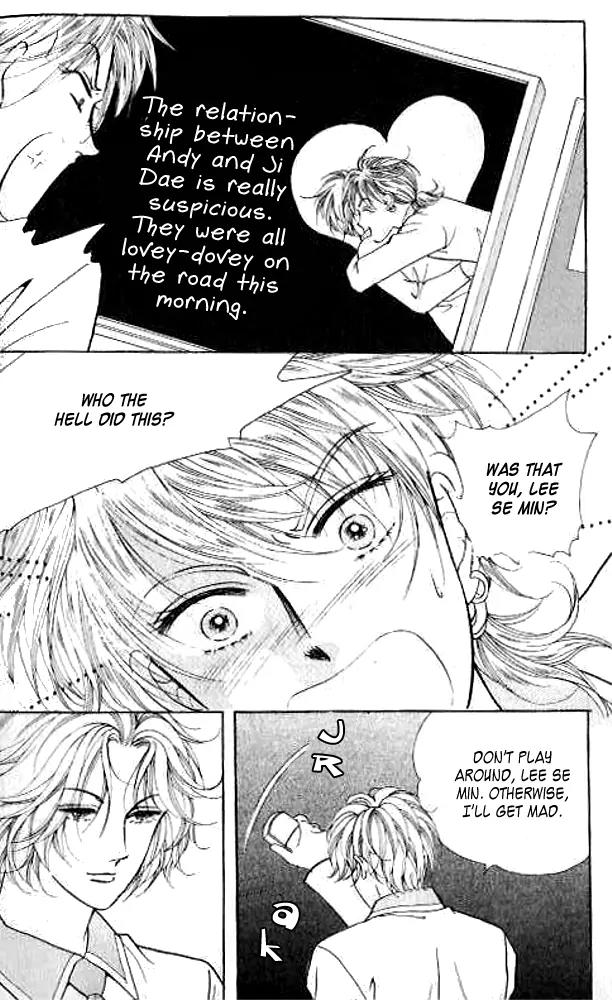 The relation-
ship between
Andy and Ji
Dae is really
suspicious.
They were all
lovey-dovey on
the road this
morning.
WHO THE
HELL DID THIS?
WAS THAT
YOU, LEE
SE MIN?
DON'T PLAY
AROUND, LEE SE
MIN. OTHERWISE,
I'LL GET MAD.
J
R
a
k